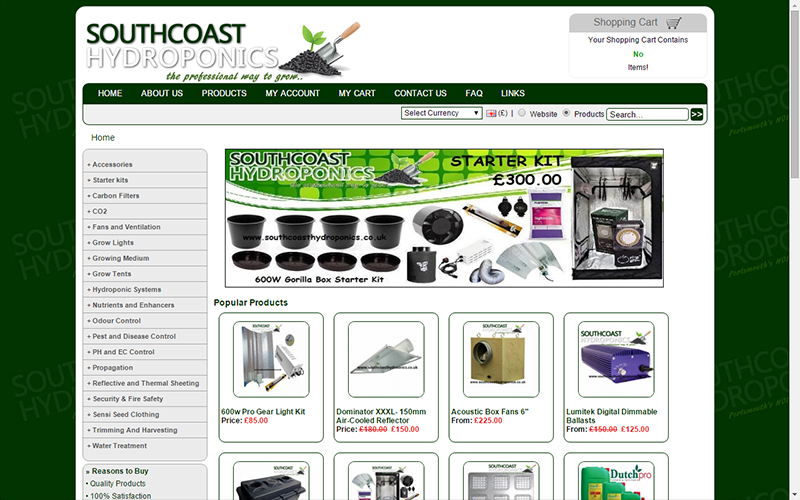 SOUTHCOAST
HYDROPONICS
the professional way to grow..
Shopping Cart
Your Shopping Cart Contains
No
Items!
HOME ABOUT US PRODUCTS MY ACCOUNT MY CART CONTACT US FAQ LINKS
Select Currency (£) | Website Products Search... >>
Home
+ Accessories
+ Starter kits
+ Carbon Filters
+ CO2
+ Fans and Ventilation
+ Grow Lights
+ Growing Medium
+ Grow Tents
+ Hydroponic Systems
+ Nutrients and Enhancers
+ Odour Control
+ Pest and Disease Control
+ PH and EC Control
+ Propagation
+ Reflective and Thermal Sheeting
+ Security & Fire Safety
+ Sensi Seed Clothing
+ Trimming And Harvesting
+ Water Treatment
» Reasons to Buy
• Quality Products
• 100% Satisfaction
SOUTHCOAST
HYDROPONICS
STARTER KIT
£300.00
www.southcoasthydroponics.co.uk
600W Gorilla Box Starter Kit
Popular Products
600w Pro Gear Light Kit
Price: £85.00
Dominator XXXL- 150mm
Air-Cooled Reflector
Price: £180.00 £150.00
SOUTHCOAST
Acoustic Box Fans 6"
From: £225.00
SOUTHCOAST
HYDROPONICS
Lumitek Digital Dimmable
Ballasts
From: £150.00 £125.00
SOUTHCOAST
Dutchpro